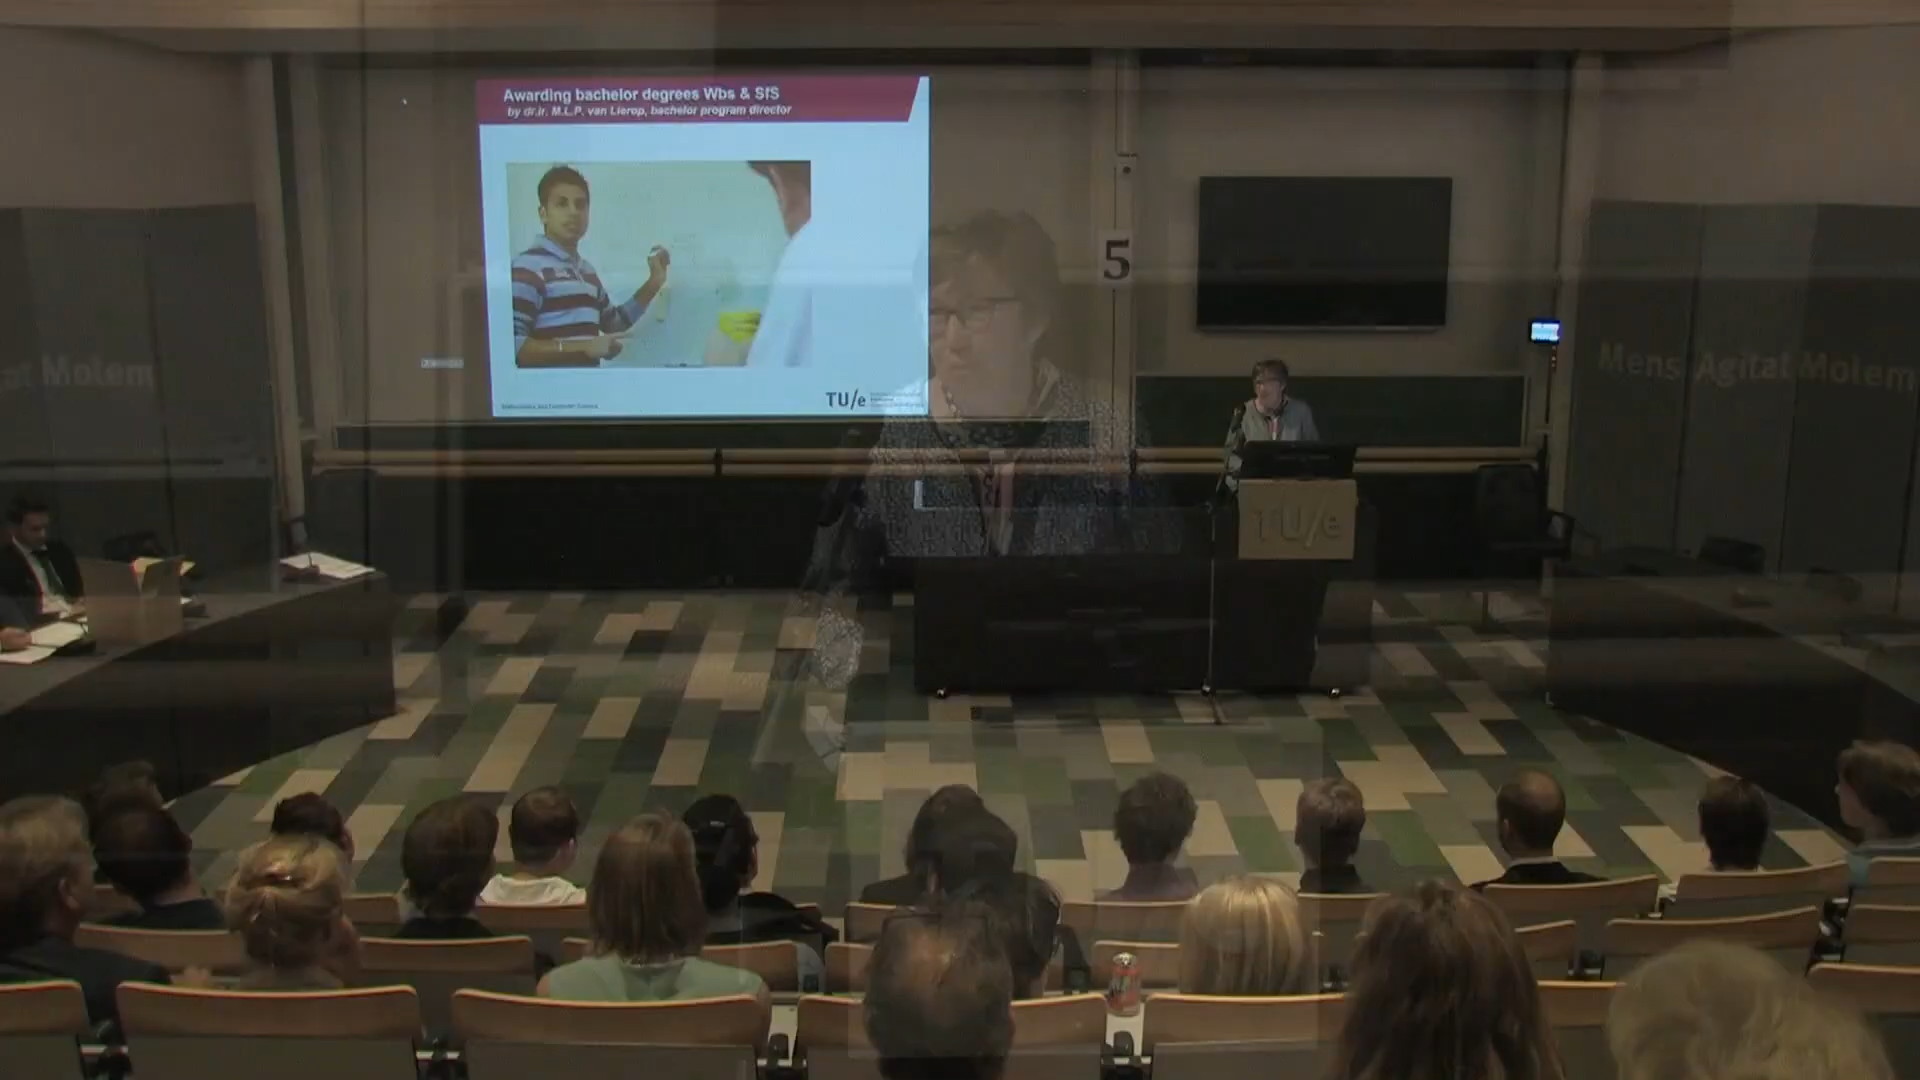 Awarding bachelor degrees Wbs & SfS
by dr.ir. M.L.P. van Lierop, bachelor program director
5
at Molem
Mens Agitat Molem
TU/e
TU/e